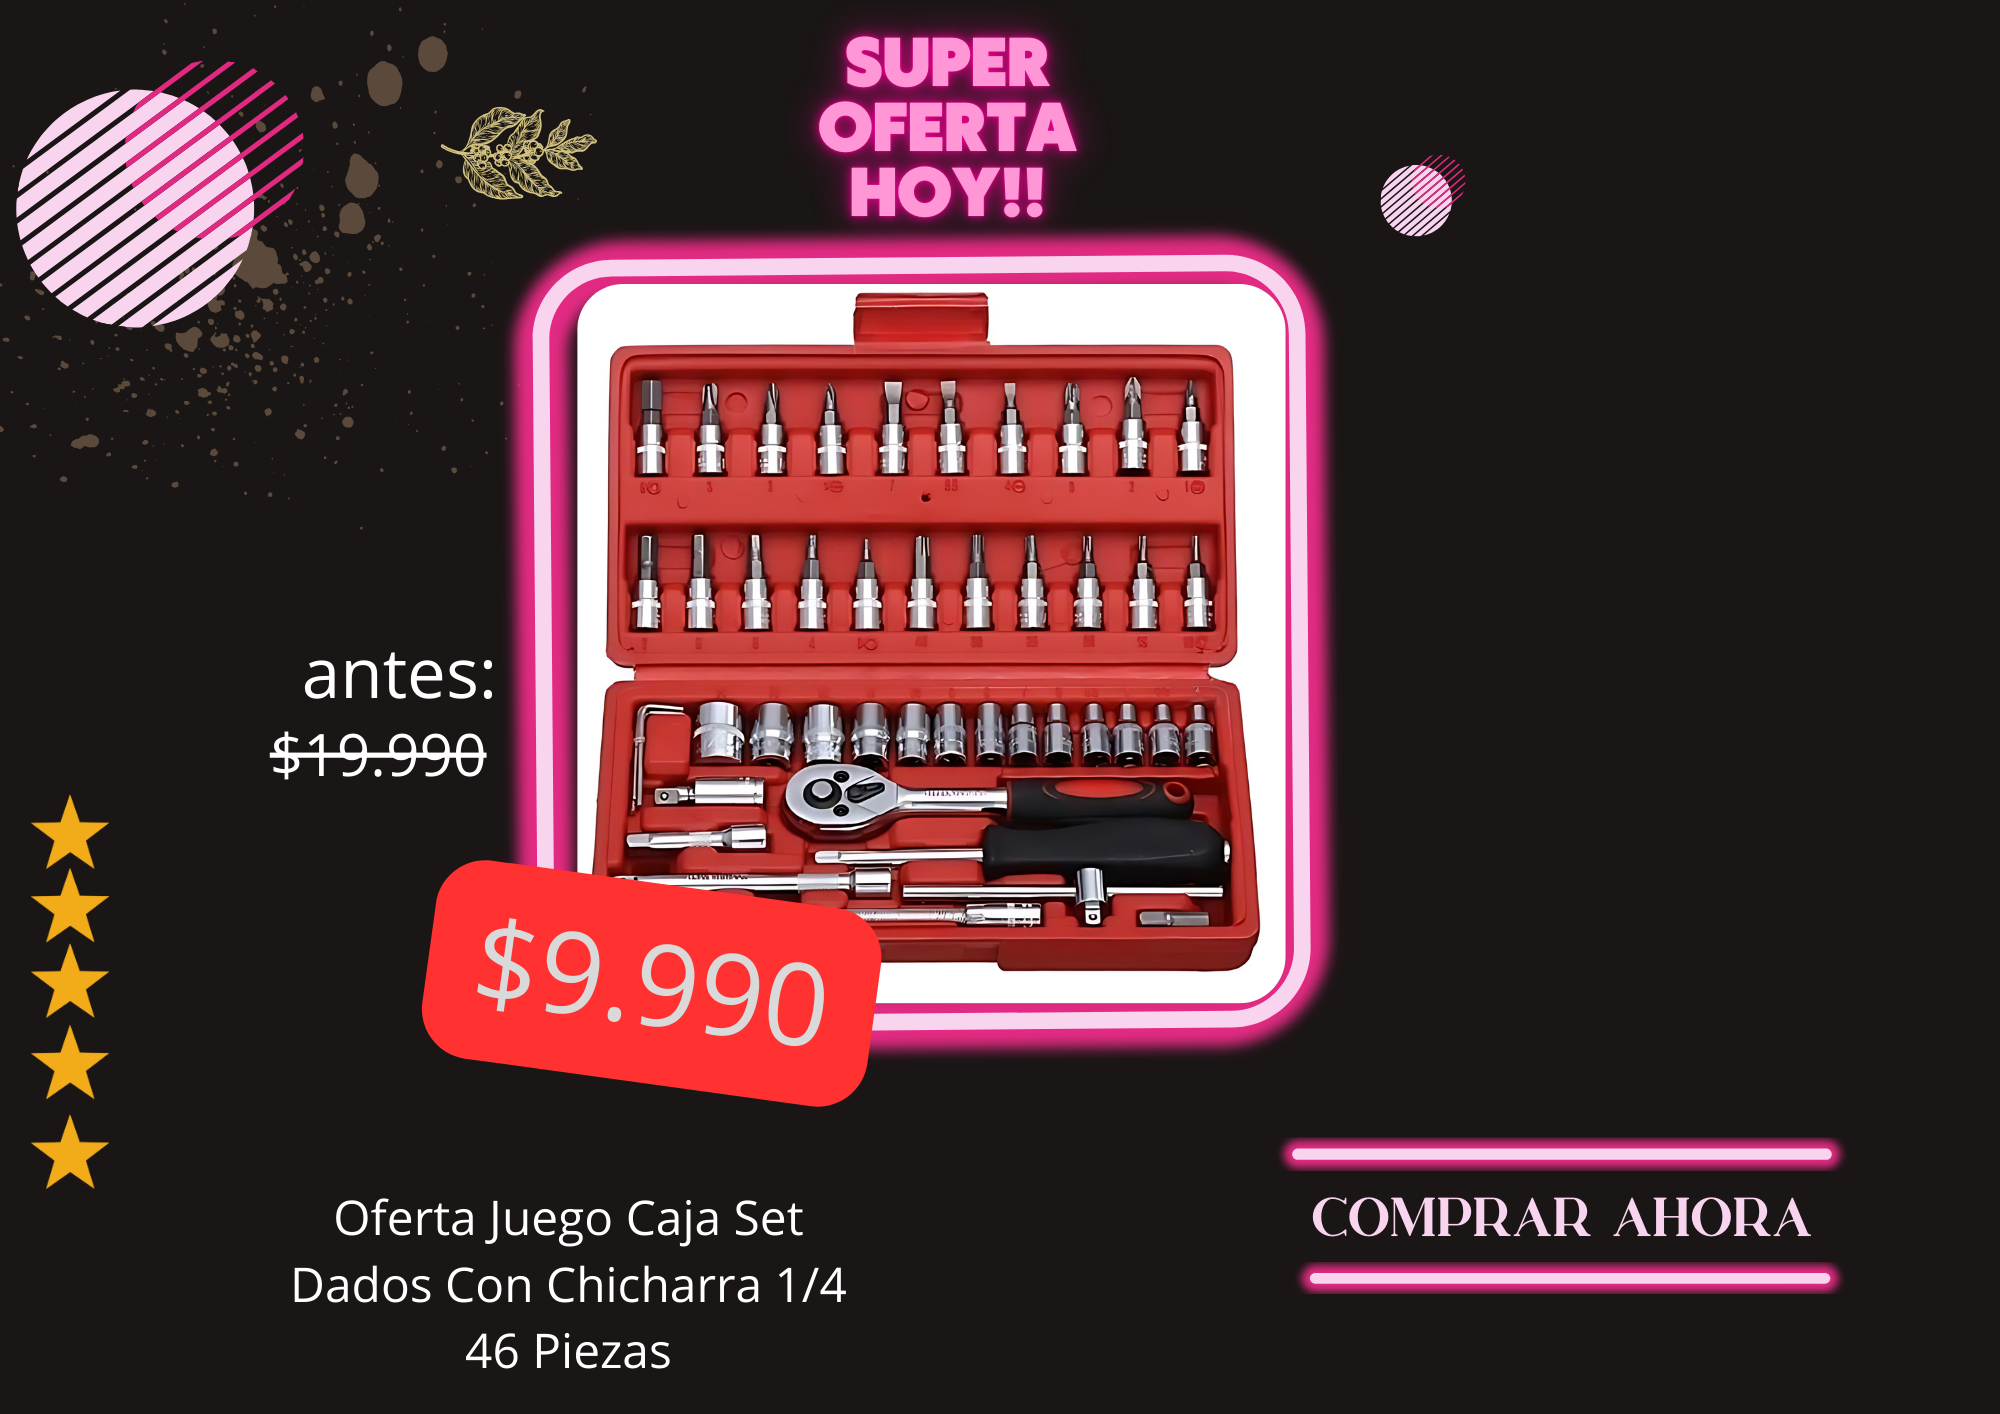 SUPER
OFERTA
HOY!!
antes:
$19.990
$9.990
Oferta Juego Caja Set
Dados Con Chicharra 1/4
46 Piezas
COMPRAR AHORA